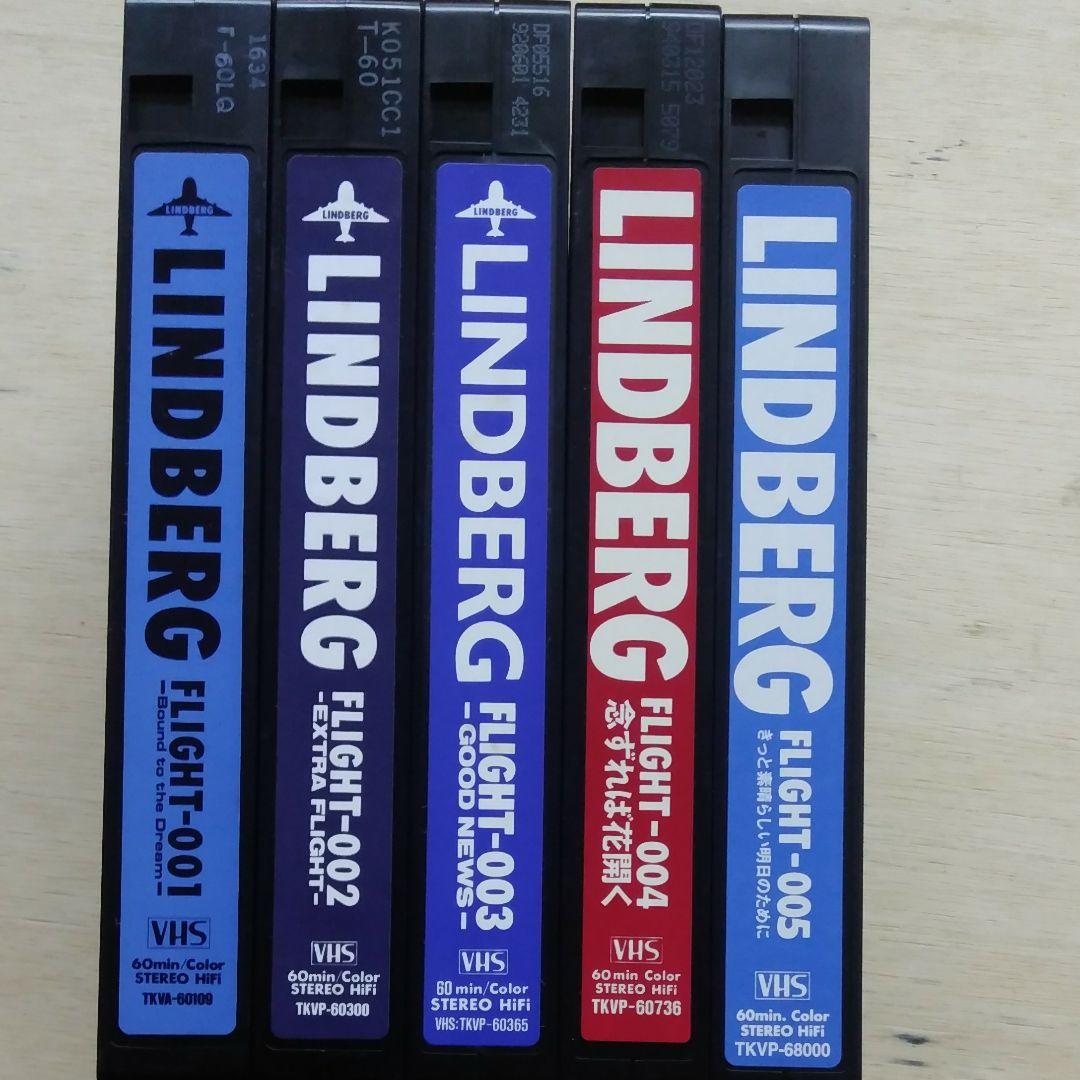 1634
T-60LQ
LINDBERG
LINDBERG
FLIGHT-001
-Bound to the Dream-
VHS
60min/Color
STEREO HiFi
TKVA-60109
K051CC1
T-60
LINDBERG
LINDBERG
FLIGHT-002
-EXTRA FLIGHT-
VHS
60min/Color
STEREO HiFi
TKVP-60300
DF05516
920601 4231
LINDBERG
LINDBERG
FLIGHT-003
-GOOD NEWS-
VHS
60 min/Color
STEREO HiFi
VHS:TKVP-60365
DF12023
940315 5079
LINDBERG
FLIGHT-004
念ずれば花開く
VHS
60 min Color
STEREO HiFi
TKVP-60736
LINDBERG
FLIGHT-005
きっと素晴らしい明日のために
VHS
60min. Color
STEREO HiFi
TKVP-68000